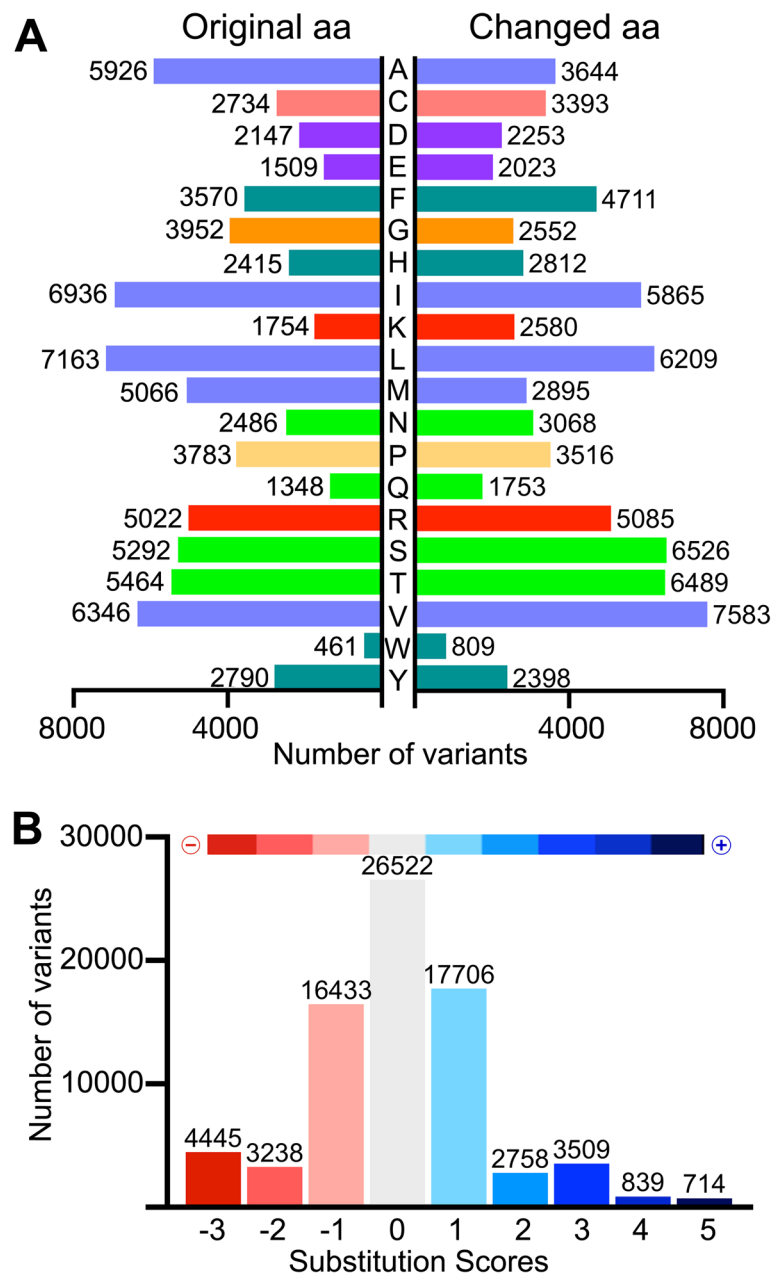 A
Original aa Changed aa
5926 A 3644
2734 C 3393
2147 D 2253
1509 E 2023
3570 F 4711
3952 G 2552
2415 H 2812
6936 I 5865
1754 K 2580
7163 L 6209
5066 M 2895
2486 N 3068
3783 P 3516
1348 Q 1753
5022 R 5085
5292 S 6526
5464 T 6489
6346 V 7583
461 W 809
2790 Y 2398
8000 4000 4000 8000
Number of variants
B
30000 − +
26522
Number of variants
20000
17706
16433
10000
4445 3238 2758 3509 839 714
-3 -2 -1 0 1 2 3 4 5
Substitution Scores